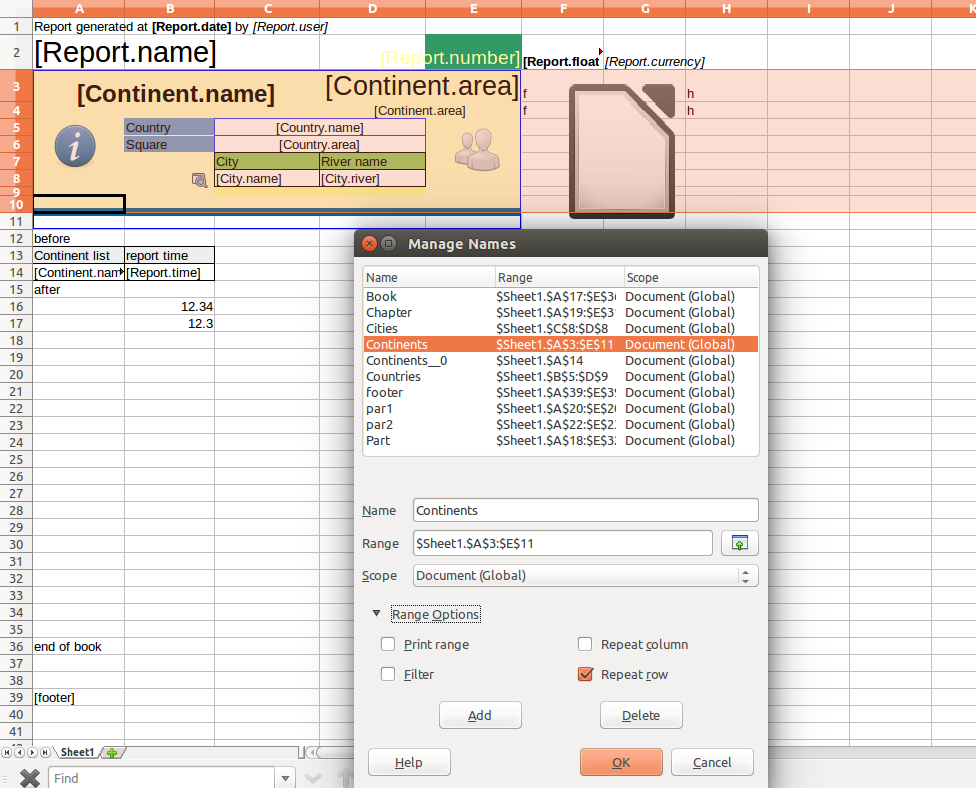 A B C D E F G H I J K
1 Report generated at [Report.date] by [Report.user]
2 [Report.name] [Report.number] [Report.float [Report.currency]
3 [Continent.name] [Continent.area] f h
4 [Continent.area] f h
5 Country [Country.name]
6 Square [Country.area]
7 City River name
8 [City.name] [City.river]
9
10
11
12 before
13 Continent list report time
14 [Continent.nam [Report.time]
15 after
16 12.34
17 12.3
18
19
20
21
22
23
24
25
26
27
28
29
30
31
32
33
34
35
36 end of book
37
38
39 [footer]
40
41
Sheet1
Find
Manage Names
Name Range Scope
Book $Sheet1.$A$17:$E$3 Document (Global)
Chapter $Sheet1.$A$19:$E$3 Document (Global)
Cities $Sheet1.$C$8:$D$8 Document (Global)
Continents $Sheet1.$A$3:$E$11 Document (Global)
Continents__0 $Sheet1.$A$14 Document (Global)
Countries $Sheet1.$B$5:$D$9 Document (Global)
footer $Sheet1.$A$39:$E$3 Document (Global)
par1 $Sheet1.$A$20:$E$2 Document (Global)
par2 $Sheet1.$A$22:$E$2 Document (Global)
Part $Sheet1.$A$18:$E$3 Document (Global)
Name Continents
Range $Sheet1.$A$3:$E$11
Scope Document (Global)
Range Options
Print range Repeat column
Filter Repeat row
Add Delete
Help OK Cancel